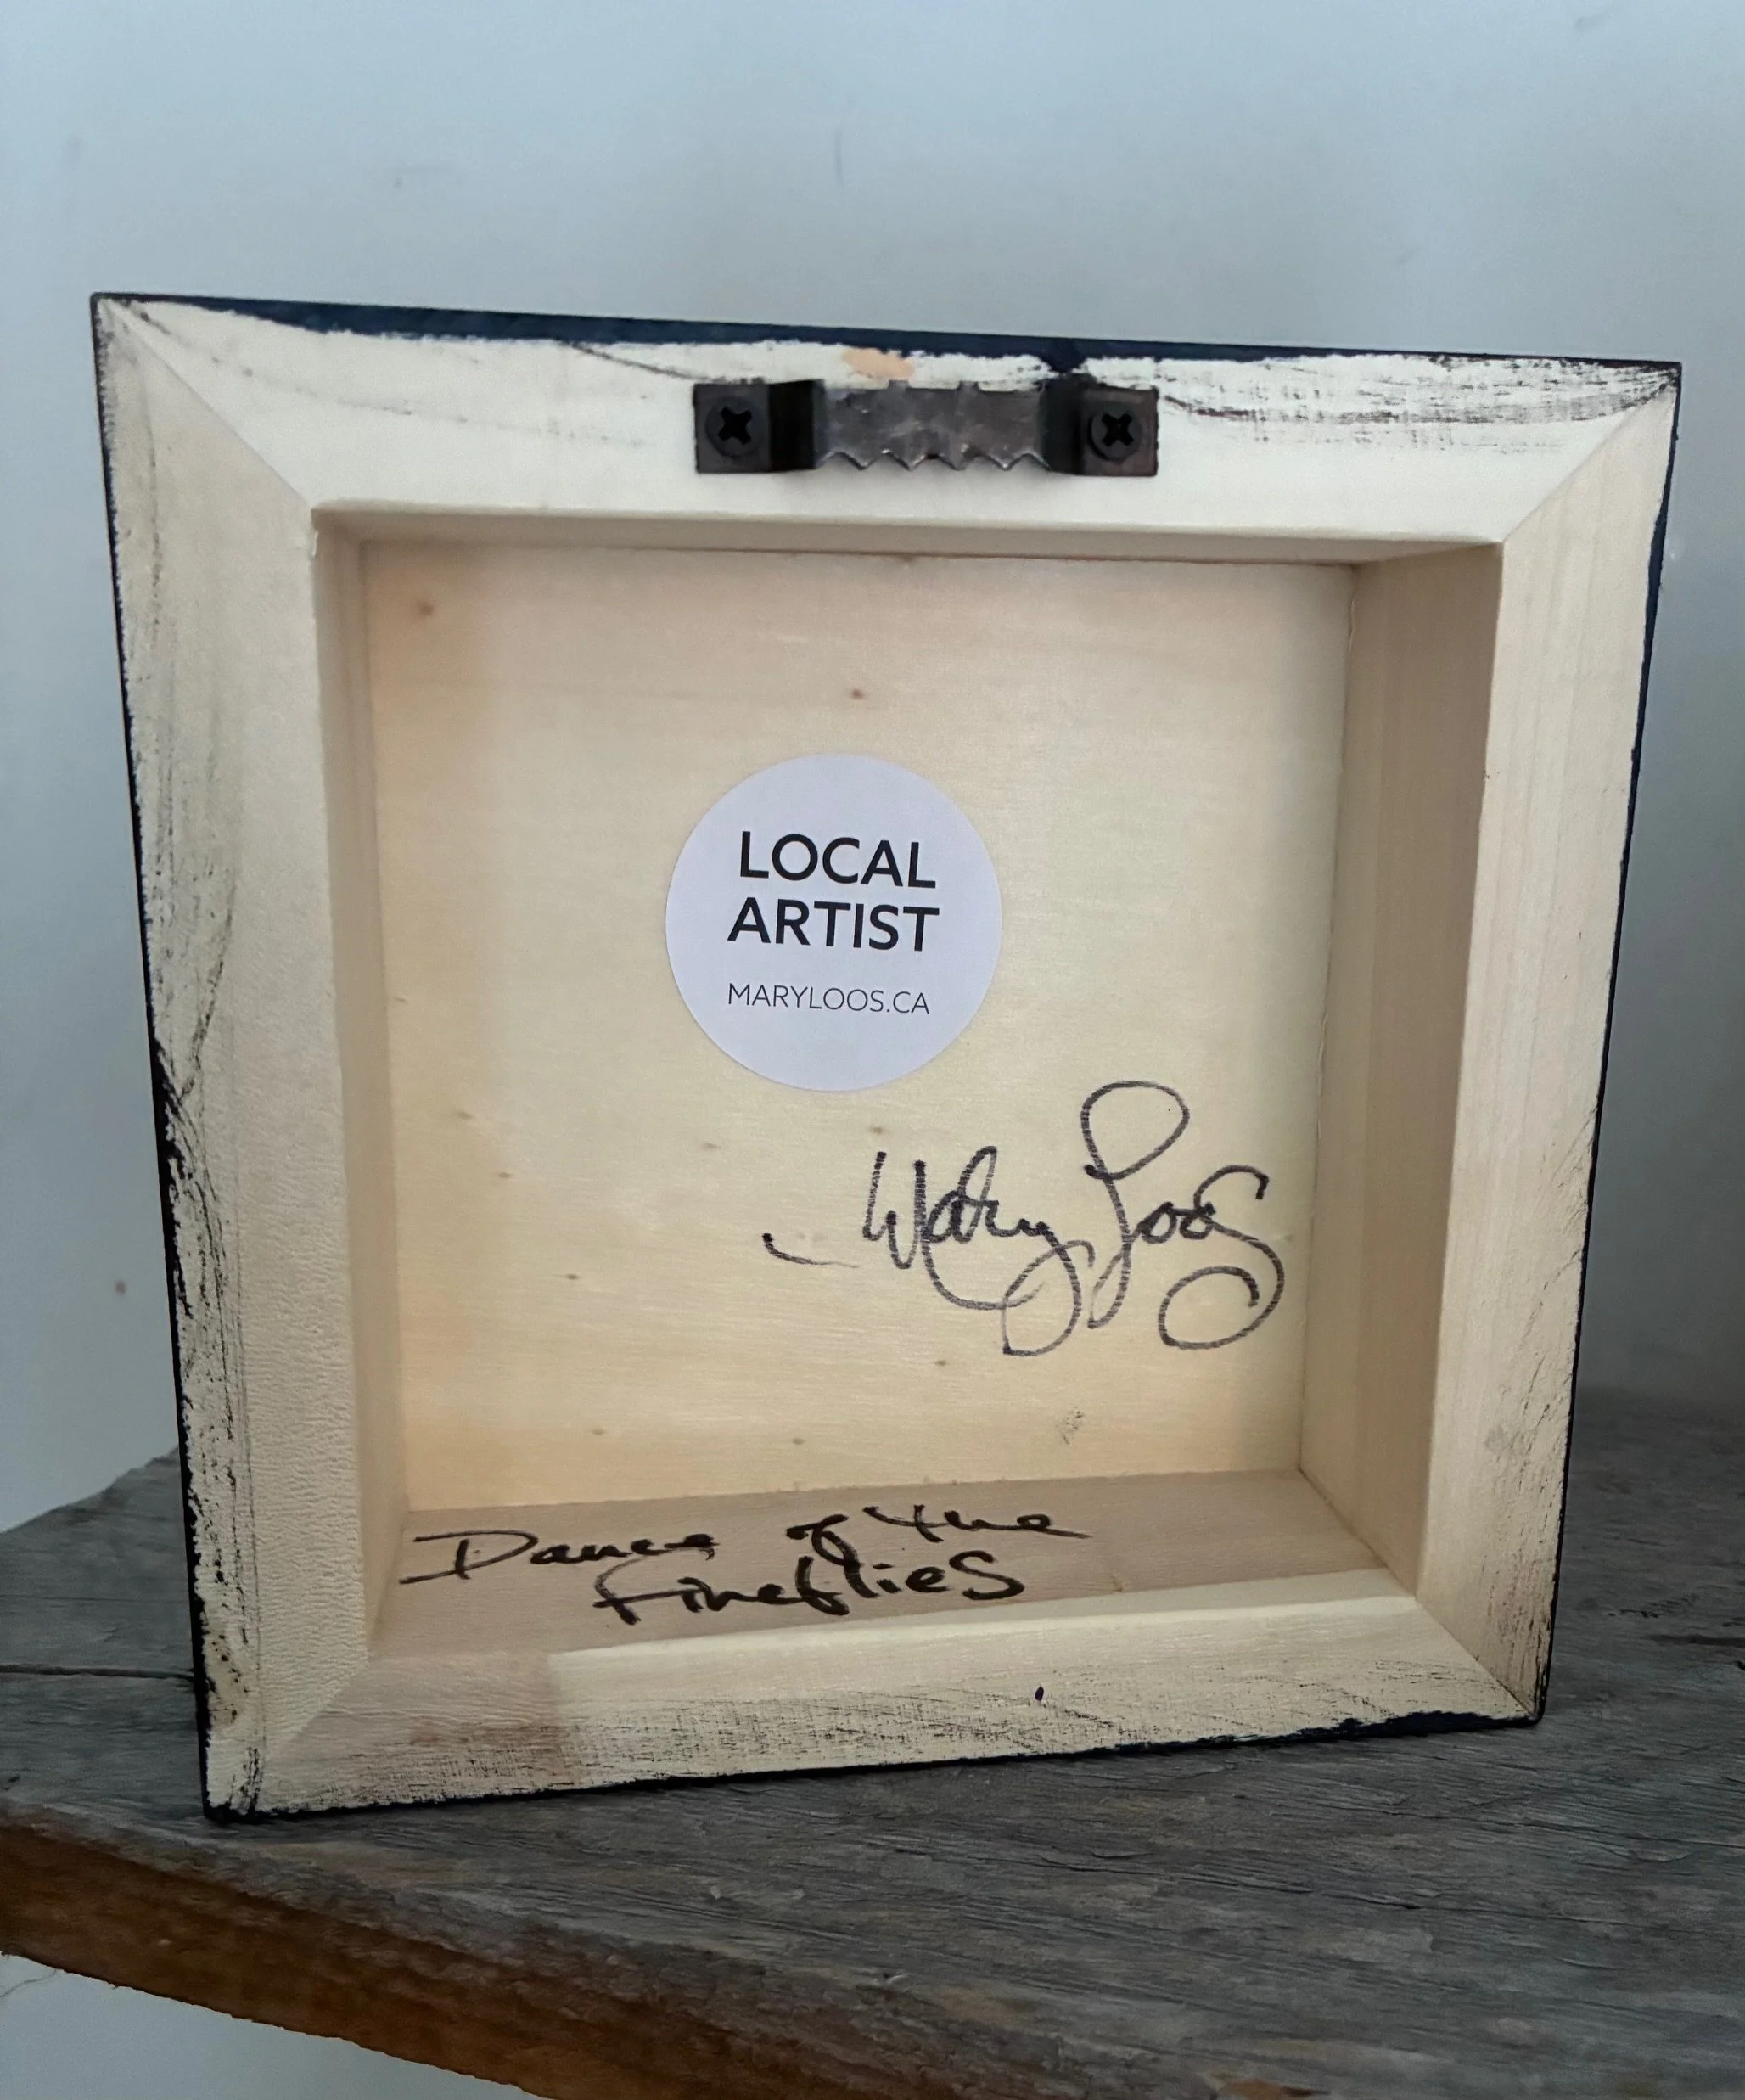 LOCAL
ARTIST
MARYLOOS.CA
Mary Loos
Dance of the
Fireflies